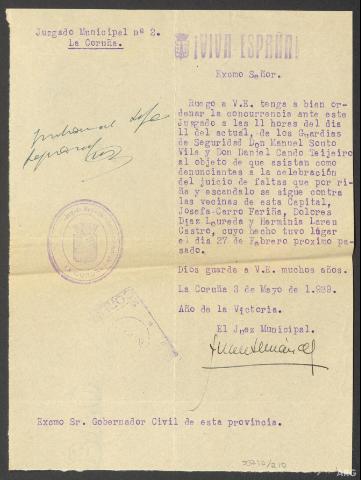 Juzgado Municipal nº 2.
La Coruña.
¡VIVA ESPAÑA!
Excmo Señor.
Ruego a V.E. tenga a bien or-
denar la concurrencia ante este
Juzgado a las 11 hores del dia
11 del actual, de los Guardias
de Seguridad Don Manuel Souto
Vila y Don Daniel Cando Teijeiro
al objeto de que asistan como
denunciantes a la celebración
del juicio de faltas que por ri-
ña y escandalo se sigue contra
las vecinas de esta Capital,
Josefa-Carro Fariña, Dolores
Diaz Loureda y Herminia Loreu
Castro, cuyo hecho tuvo lúgar
el dia 27 de Febrero proximo pa-
sado.
Dios guarde a V.E. muchos años.
La Coruña 3 de Mayo de 1.939.
Año de la Victoria.
El Juez Municipal.
Excmo Sr. Gobernador Civil de esta provincia.